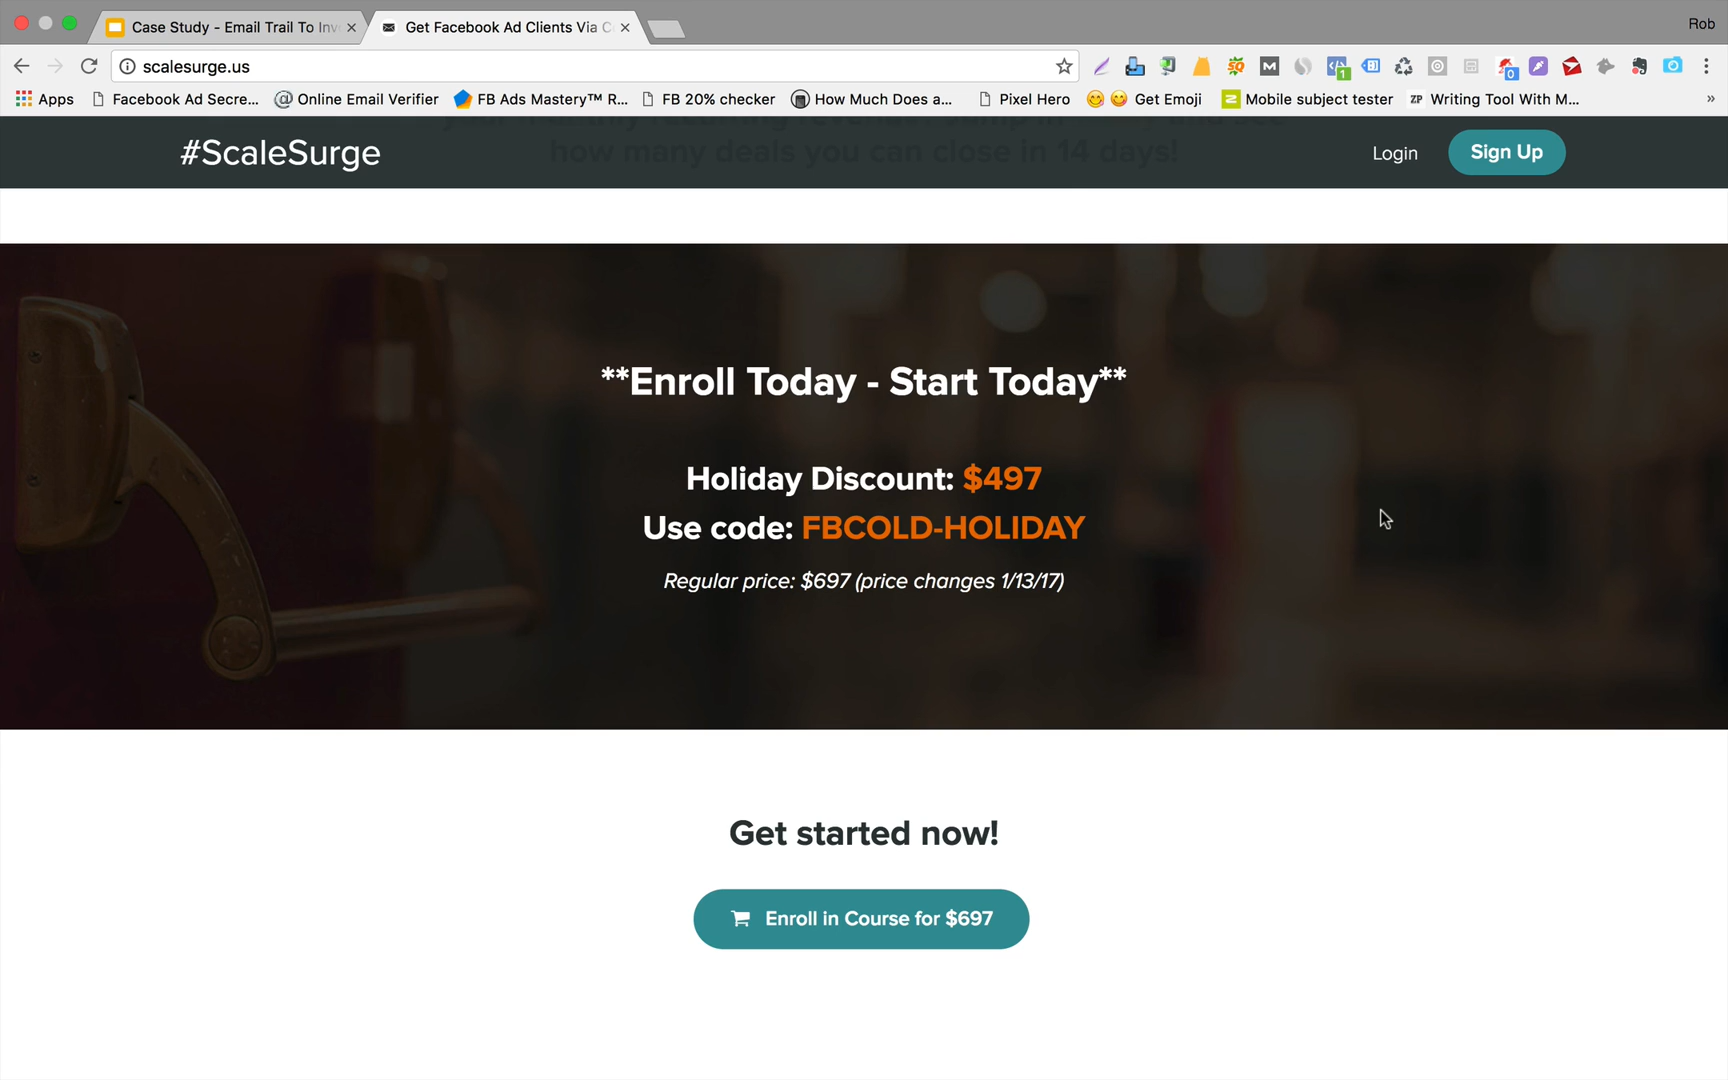 Case Study - Email Trail To Inv
Get Facebook Ad Clients Via C
Rob
scalesurge.us
1
0
Apps
Facebook Ad Secre...
Online Email Verifier
FB Ads Mastery™ R...
FB 20% checker
How Much Does a...
Pixel Hero
Get Emoji
Mobile subject tester
ZP Writing Tool With M...
»
#ScaleSurge
how many deals you can close in 14 days!
Login
Sign Up
**Enroll Today - Start Today**
Holiday Discount: $497
Use code: FBCOLD-HOLIDAY
Regular price: $697 (price changes 1/13/17)
Get started now!
Enroll in Course for $697